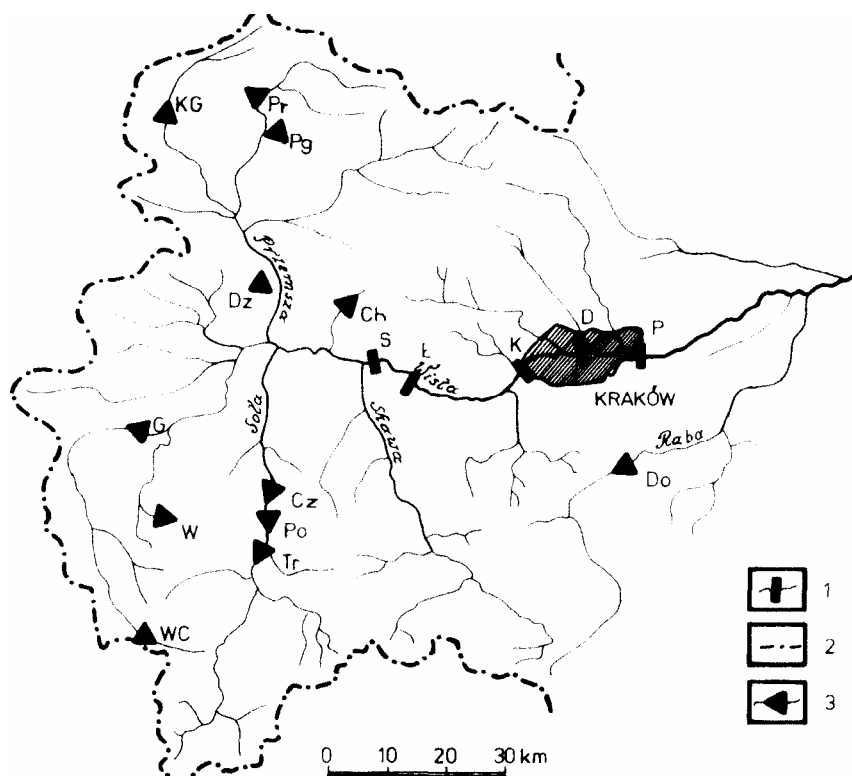 KG
Pr
Pg
Przemsza
Dz
Ch
S
Ł
Wisła
K
D
P
KRAKÓW
G
Soła
Skawa
Raba
Do
Cz
W
Po
Tr
WC
1
2
3
0 10 20 30 km